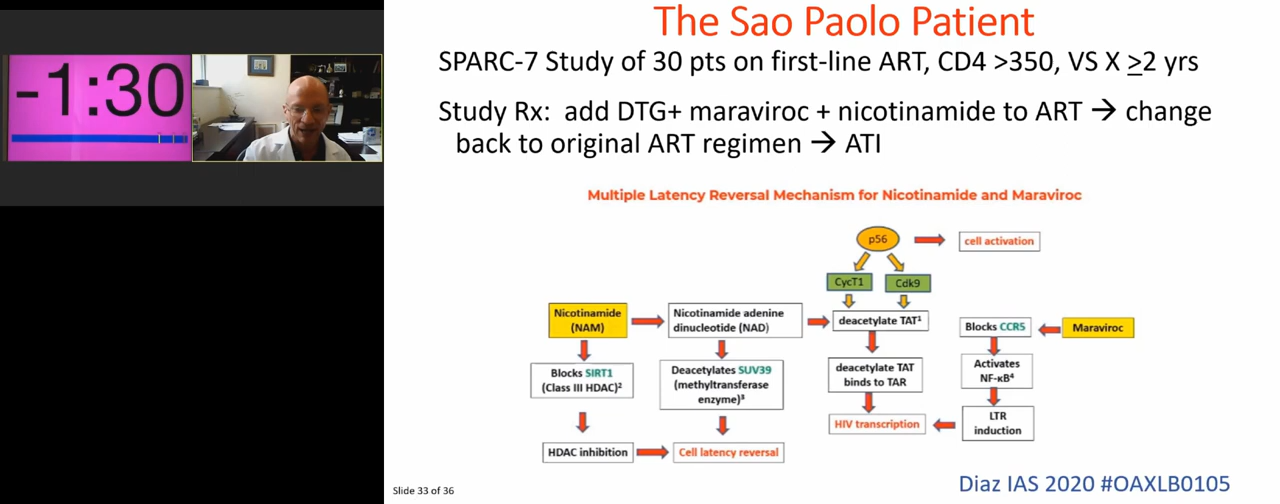 -1:30
The Sao Paolo Patient
SPARC-7 Study of 30 pts on first-line ART, CD4 >350, VS X ≥2 yrs
Study Rx: add DTG+ maraviroc + nicotinamide to ART → change
back to original ART regimen → ATI
Multiple Latency Reversal Mechanism for Nicotinamide and Maraviroc
p56
cell activation
CycT1
Cdk9
Nicotinamide
(NAM)
Nicotinamide adenine
dinucleotide (NAD)
deacetylate TAT¹
Blocks CCR5
Maraviroc
Blocks SIRT1
(Class III HDAC)²
Deacetylates SUV39
(methyltransferase
enzyme)³
deacetylate TAT
binds to TAR
Activates
NF-κB⁴
HIV transcription
LTR
induction
HDAC inhibition
Cell latency reversal
Slide 33 of 36
Diaz IAS 2020 #OAXLB0105